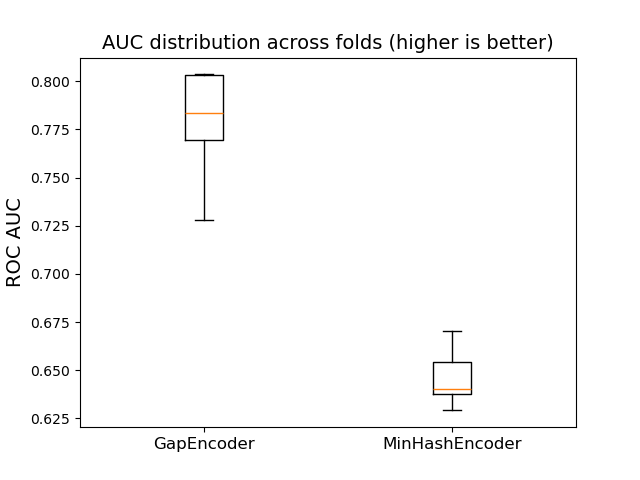 AUC distribution across folds (higher is better)
ROC AUC
0.800
0.775
0.750
0.725
0.700
0.675
0.650
0.625
GapEncoder
MinHashEncoder